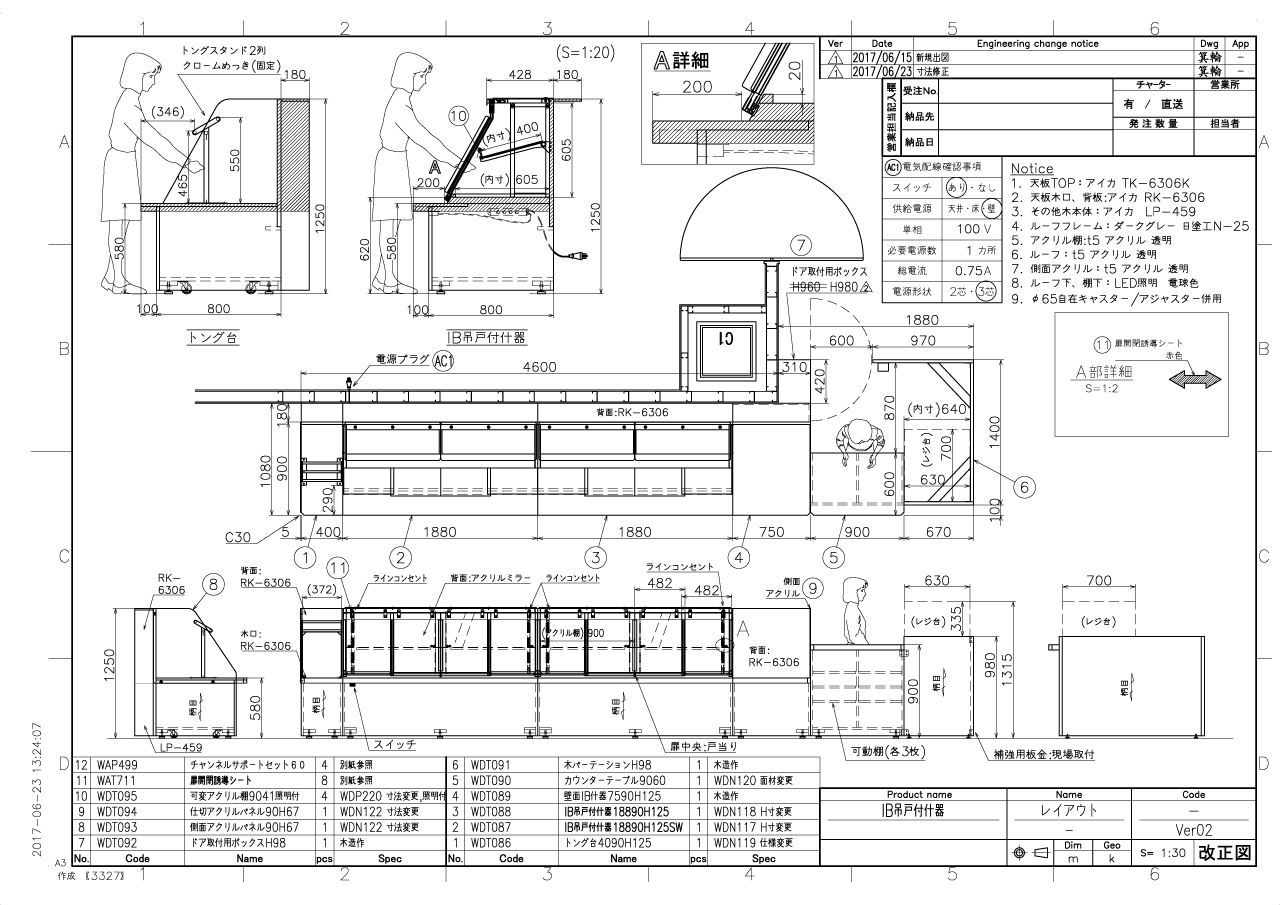 1 2 3 4 5 6
トングスタンド2列
クロームめっき(固定)
180
(346)
465
550
580
1250
100 800
トング台
(S=1:20)
428 180
⑩
(内寸) 400
A
605
200
(内寸) 605
620
580
1250
100 800
IB吊戸付什器
A詳細
200
20
Ver Date Engineering change notice Dwg App
1 2017/06/15 新規出図 箕輪 -
1 2017/06/23 寸法修正 箕輪 -
営業担当記入欄
受注No.
納品先
納品日
チャーター 営業所
有 / 直送
発注数量 担当者
AC1 電気配線確認事項
スイッチ あり・なし
供給電源 天井・床・壁
単相 100 V
必要電源数 1 カ所
総電流 0.75A
電源形状 2芯・3芯
Notice
1. 天板TOP：アイカ TK-6306K
2. 天板木口、背板;アイカ RK-6306
3. その他木本体：アイカ LP-459
4. ルーフフレーム：ダークグレー 日塗工N-25
5. アクリル棚:t5 アクリル 透明
6. ルーフ：t5 アクリル 透明
7. 側面アクリル：t5 アクリル 透明
8. ルーフ下、棚下：LED照明 電球色
9. φ65自在キャスター/アジャスター併用
⑪ 扉開閉誘導シート
赤色
A部詳細
S=1:2
⑦
ドア取付用ボックス
H960 H980 2
C1
1880
600 970
電源プラグ AC1
4600
310
420
180
背面:RK-6306
870
(内寸)640
(レジ台)
700
1400
1080
900
290
630
600
⑥
100
C30
5 400 1880 1880 750 900 670
① ② ③ ④ ⑤
RK-
6306
⑧
背面:
RK-6306
(372)
⑪
ラインコンセント
背面:アクリルミラー
ラインコンセント
ラインコンセント
482
482
側面
アクリル
⑨
630
700
(レジ台)
335
(レジ台)
1250
木口:
RK-6306
(アクリル棚)900
A
背面:
RK-6306
柄目
580
柄目
柄目
柄目
900
柄目
980
1315
柄目
LP-459
スイッチ
扉中央:戸当り
可動棚(各3枚)
補強用板金:現場取付
12 WAP499 チャンネルサポートセット60 4 別紙参照
11 WAT711 扉開閉誘導シート 8 別紙参照
10 WDT095 可変アクリル棚9041照明付 4 WDP220 寸法変更,照明付
9 WDT094 仕切アクリルパネル90H67 1 WDN122 寸法変更
8 WDT093 側面アクリルパネル90H67 1 WDN122 寸法変更
7 WDT092 ドア取付用ボックスH98 1 木造作
No. Code Name pcs Spec
6 WDT091 木パーテーションH98 1 木造作
5 WDT090 カウンターテーブル9060 1 WDN120 面材変更
4 WDT089 壁面IB什器7590H125 1 木造作
3 WDT088 IB吊戸付什器18890H125 1 WDN118 H寸変更
2 WDT087 IB吊戸付什器18890H125SW 1 WDN117 H寸変更
1 WDT086 トング台4090H125 1 WDN119 仕様変更
No. Code Name pcs Spec
Product name
IB吊戸付什器
Name
レイアウト
-
Code
-
Ver02
Dim
m
Geo
k
S= 1:30
改正図
A B C D
A B C D
2017-06-23 13:24:07
A3
作成 〖3327〗
1 2 3 4 5 6